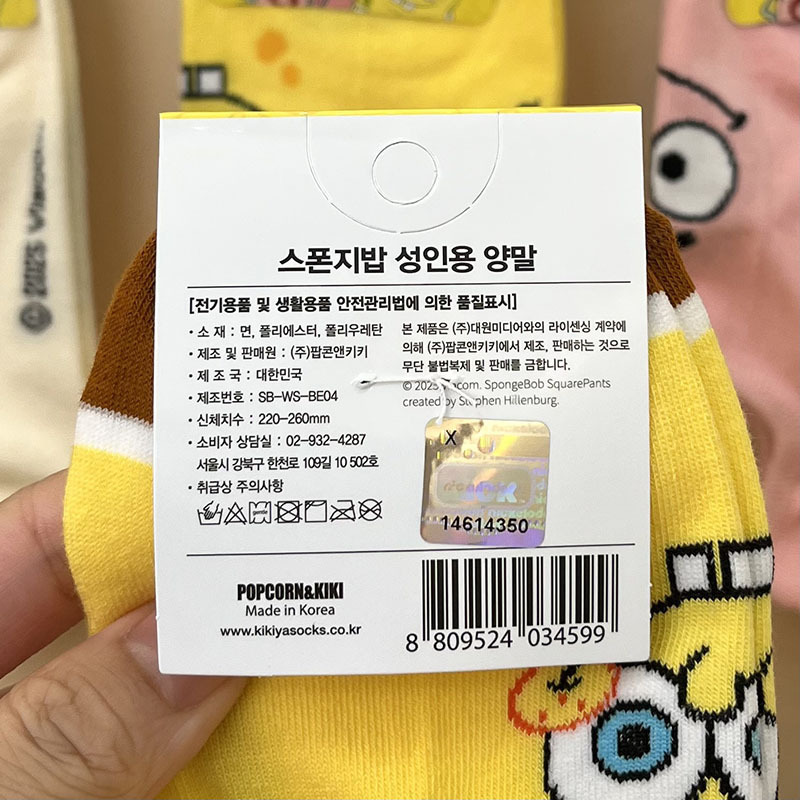 스폰지밥 성인용 양말
[전기용품 및 생활용품 안전관리법에 의한 품질표시]
• 소 재 : 면, 폴리에스터, 폴리우레탄
• 제조 및 판매원 : (주)팝콘앤키키
• 제 조 국 : 대한민국
• 제조번호 : SB-WS-BE04
• 신체치수 : 220-260mm
• 소비자 상담실 : 02-932-4287
서울시 강북구 한천로 109길 10 502호
• 취급상 주의사항
본 제품은 (주)대원미디어와의 라이센싱 계약에
의해 (주)팝콘앤키키에서 제조, 판매하는 것으로
무단 불법복제 및 판매를 금합니다.
© 2025 Viacom. SpongeBob SquarePants
created by Stephen Hillenburg.
X
14614350
POPCORN&KIKI
Made in Korea
www.kikiyasocks.co.kr
8 809524 034599
© 2025 Viacom